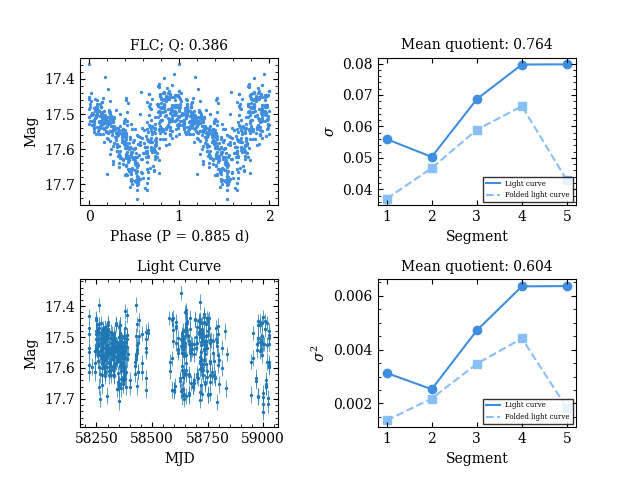 FLC; Q: 0.386
Mag
17.4
17.5
17.6
17.7
0 1 2
Phase (P = 0.885 d)
Mean quotient: 0.764
σ
0.08
0.07
0.06
0.05
0.04
Light curve
Folded light curve
1 2 3 4 5
Segment
Light Curve
Mag
17.4
17.5
17.6
17.7
58250 58500 58750 59000
MJD
Mean quotient: 0.604
σ²
0.006
0.004
0.002
Light curve
Folded light curve
1 2 3 4 5
Segment